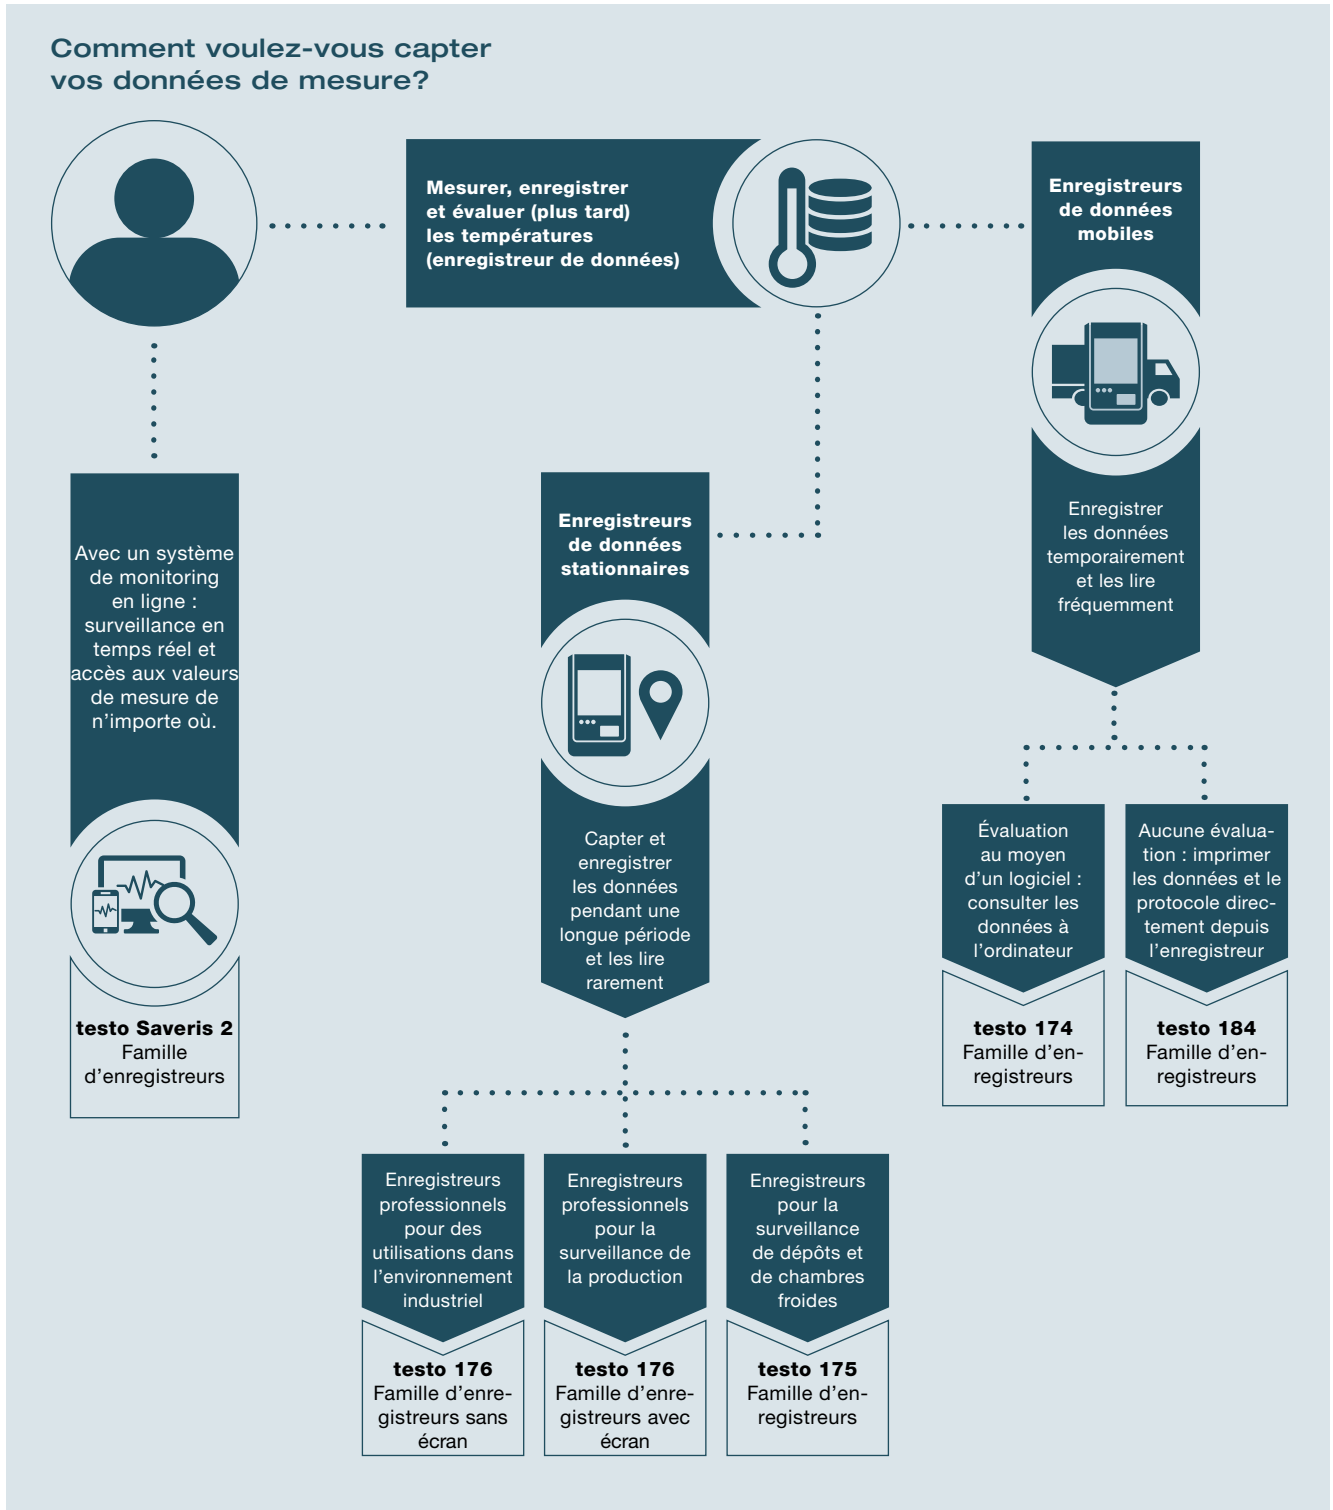 Comment voulez-vous capter
vos données de mesure?
Mesurer, enregistrer
et évaluer (plus tard)
les températures
(enregistreur de données)
Enregistreurs
de données
mobiles
Enregistrer
les données
temporairement
et les lire
fréquemment
Avec un système
de monitoring
en ligne :
surveillance en
temps réel et
accès aux valeurs
de mesure de
n’importe où.
testo Saveris 2
Famille
d’enregistreurs
Enregistreurs
de données
stationnaires
Capter et
enregistrer
les données
pendant une
longue période
et les lire
rarement
Évaluation
au moyen
d’un logiciel :
consulter les
données à
l’ordinateur
testo 174
Famille d’en-
registreurs
Aucune évalua-
tion : imprimer
les données et le
protocole direc-
tement depuis
l’enregistreur
testo 184
Famille d’en-
registreurs
Enregistreurs
professionnels
pour des
utilisations dans
l’environnement
industriel
testo 176
Famille d’enre-
gistreurs sans
écran
Enregistreurs
professionnels
pour la
surveillance de
la production
testo 176
Famille d’enre-
gistreurs avec
écran
Enregistreurs
pour la
surveillance
de dépôts et
de chambres
froides
testo 175
Famille d’en-
registreurs